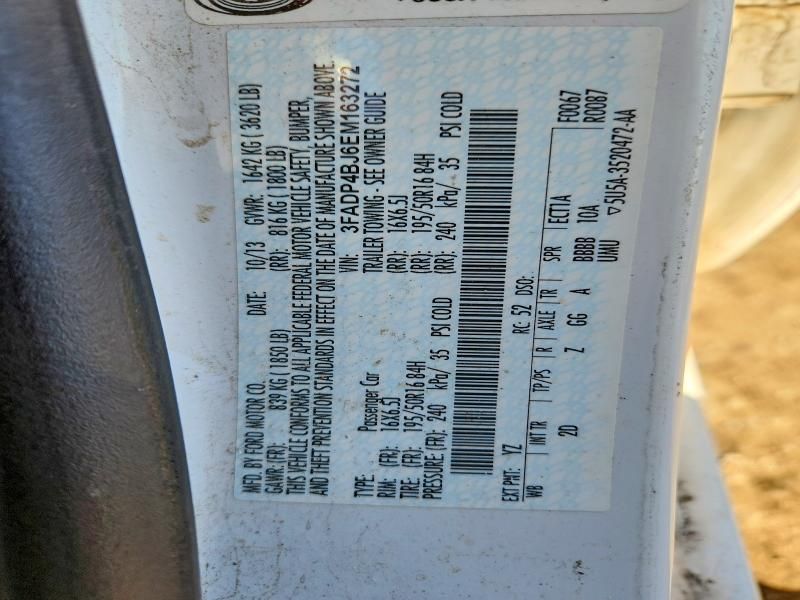 MFD. BY FORD MOTOR CO.
DATE: 10/13 GVWR: 1642 KG ( 3620 LB)
GAWR: (FR): 839 KG (1850 LB) (RR): 818 KG (1803 LB)
THIS VEHICLE CONFORMS TO ALL APPLICABLE FEDERAL MOTOR VEHICLE SAFETY, BUMPER,
AND THEFT PREVENTION STANDARDS IN EFFECT ON THE DATE OF MANUFACTURE SHOWN ABOVE.
VIN: 3FADP4BJ6EM163272
TYPE: Passenger Car TRAILER TOWING - SEE OWNER GUIDE
RIM: (FR): 16X6.5J (RR): 16X6.5J
TIRE: (FR): 195/50R16 84H (RR): 195/50R16 84H
PRESSURE (FR): 240 kPa/ 35 PSI COLD (RR): 240 kPa/ 35 PSI COLD
EXT PNT: YZ RC: 52 DSO: F0067
WB INT TR TP/PS R AXLE TR SPR ECT1A R0087
2D Z GG A BBBB 10A
UMU ▽5U5A-3520472-AA